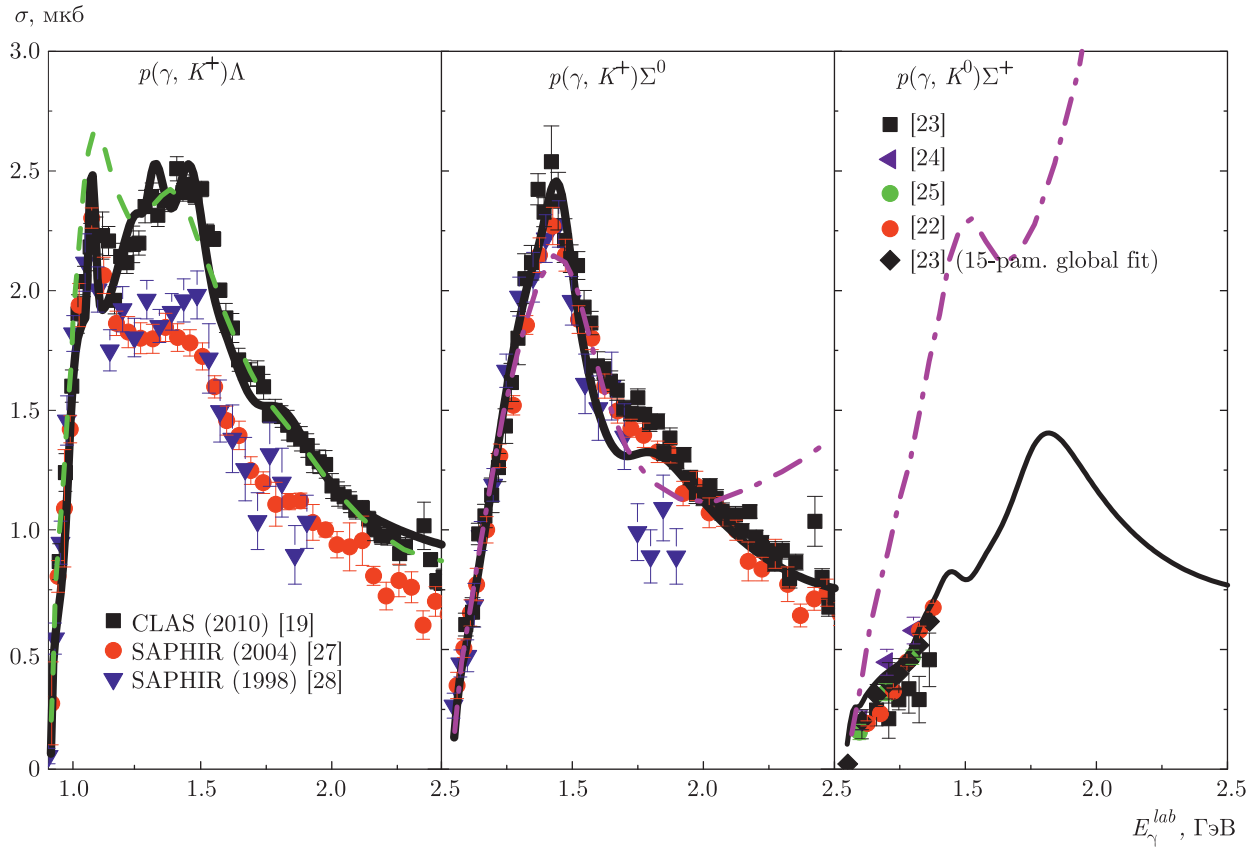 σ, мкб
3.0
2.5
2.0
1.5
1.0
0.5
0
p(γ, K⁺)Λ
CLAS (2010) [19]
SAPHIR (2004) [27]
SAPHIR (1998) [28]
1.0 1.5 2.0 2.5
p(γ, K⁺)Σ⁰
1.5 2.0 2.5
p(γ, K⁰)Σ⁺
[23]
[24]
[25]
[22]
[23] (15-pam. global fit)
1.5 2.0 2.5
E_γ^lab, ГэВ